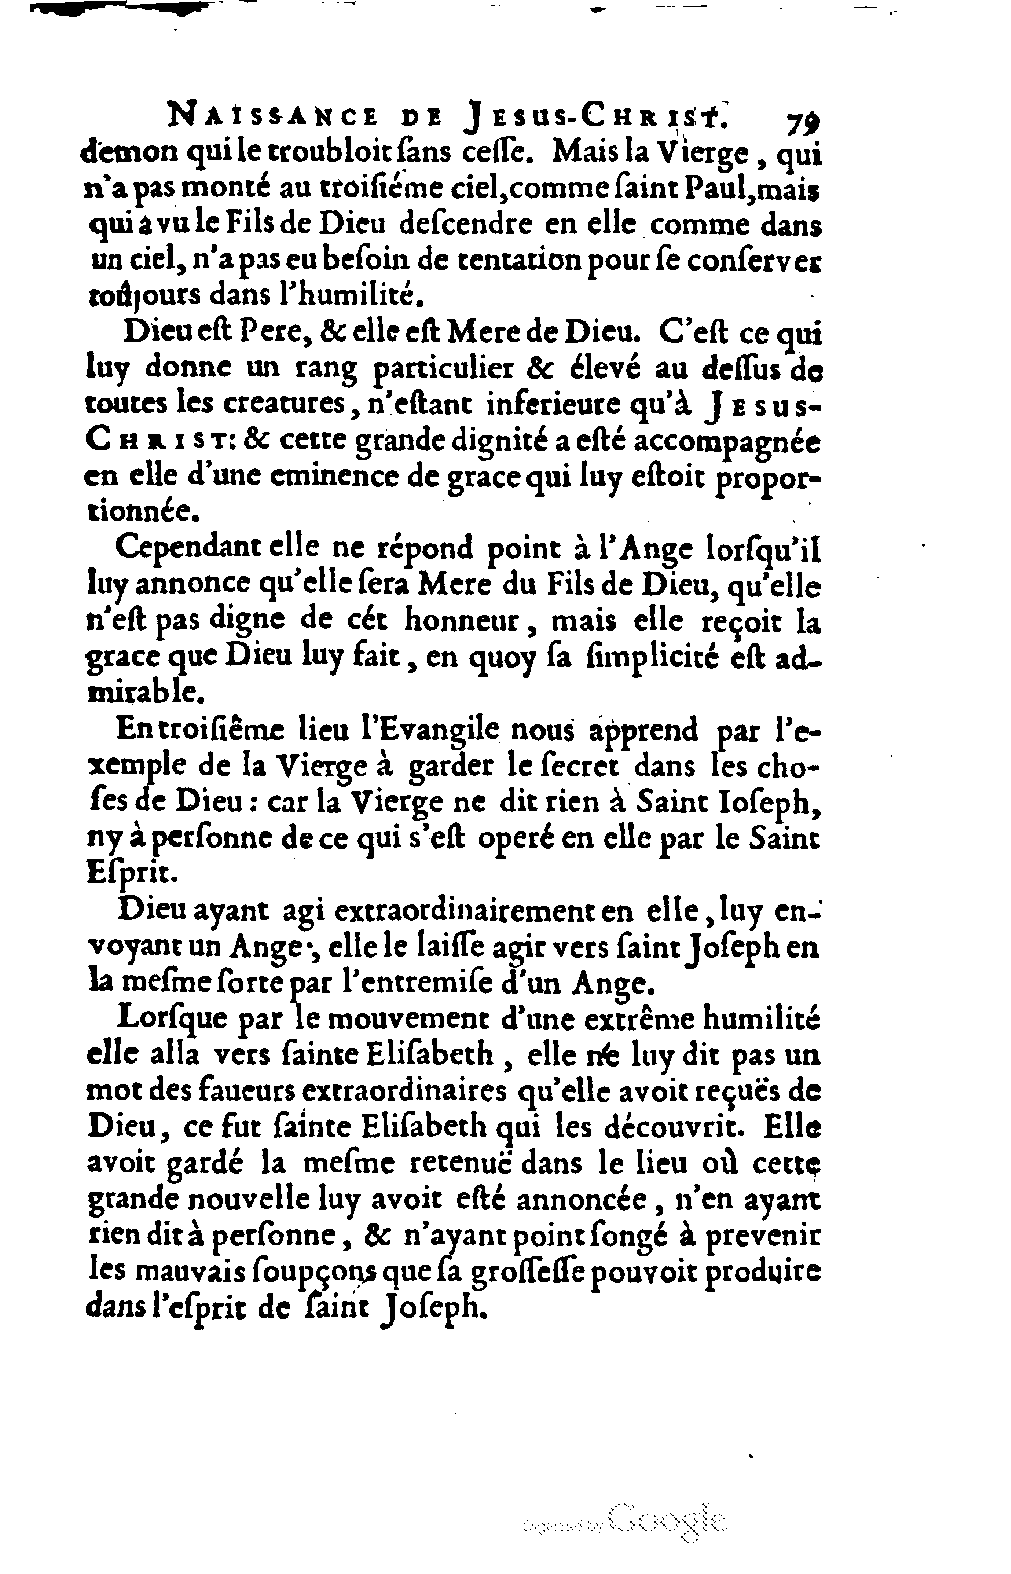 NAISSANCE DE JESUS-CHRIST. 79
demon qui le troubloit ſans ceſſe. Mais la Vierge, qui
n'a pas monté au troiſiéme ciel, comme ſaint Paul, mais
qui a vu le Fils de Dieu deſcendre en elle comme dans
un ciel, n'a pas eu beſoin de tentation pour ſe conſerver
toûjours dans l'humilité.
Dieu eſt Pere, & elle eſt Mere de Dieu. C'eſt ce qui
luy donne un rang particulier & élevé au deſſus de
toutes les creatures, n'eſtant inferieure qu'à JESUS-
CHRIST: & cette grande dignité a eſté accompagnée
en elle d'une eminence de grace qui luy eſtoit propor-
tionnée.
Cependant elle ne répond point à l'Ange lorſqu'il
luy annonce qu'elle ſera Mere du Fils de Dieu, qu'elle
n'eſt pas digne de cét honneur, mais elle reçoit la
grace que Dieu luy fait, en quoy ſa ſimplicité eſt ad-
mirable.
En troiſiême lieu l'Evangile nous apprend par l'e-
xemple de la Vierge à garder le ſecret dans les cho-
ſes de Dieu : car la Vierge ne dit rien à Saint Ioſeph,
ny à perſonne de ce qui s'eſt operé en elle par le Saint
Eſprit.
Dieu ayant agi extraordinairement en elle, luy en-
voyant un Ange, elle le laiſſe agir vers ſaint Joſeph en
la meſme ſorte par l'entremiſe d'un Ange.
Lorſque par le mouvement d'une extrême humilité
elle alla vers ſainte Eliſabeth, elle ne luy dit pas un
mot des faueurs extraordinaires qu'elle avoit reçuës de
Dieu, ce fut ſainte Eliſabeth qui les découvrit. Elle
avoit gardé la meſme retenuë dans le lieu où cette
grande nouvelle luy avoit eſté annoncée, n'en ayant
rien dit à perſonne, & n'ayant point ſongé à prevenir
les mauvais ſoupçons que ſa groſſeſſe pouvoit produire
dans l'eſprit de ſaint Joſeph.
Digitized by Google